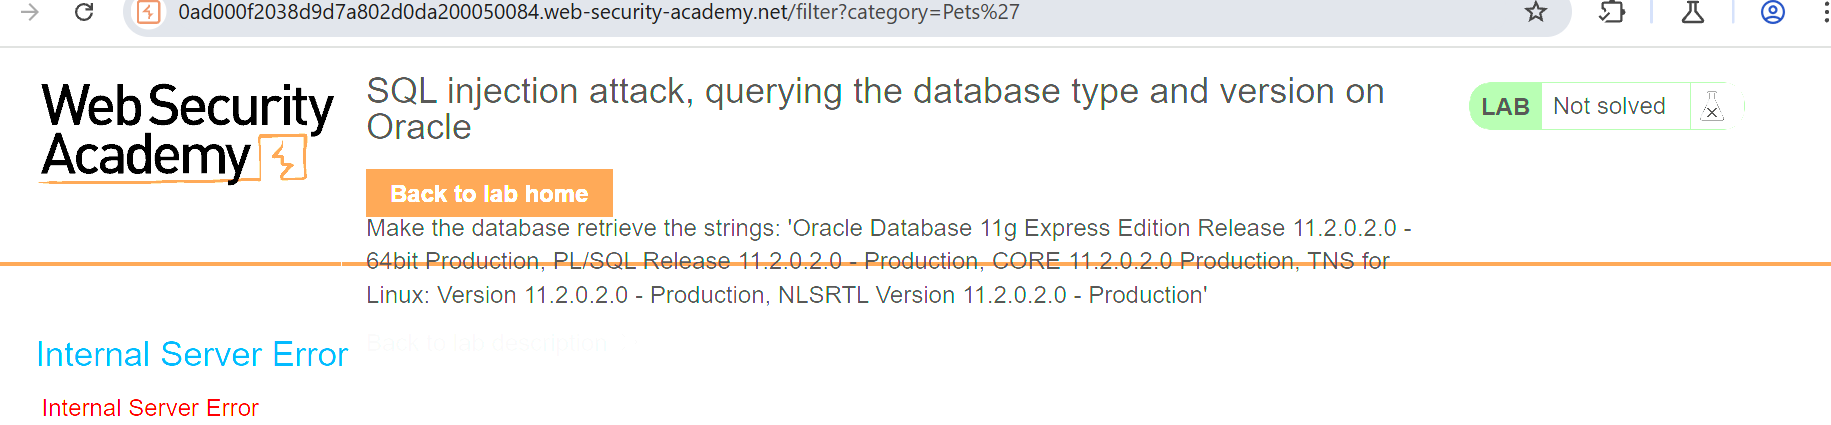 0ad000f2038d9d7a802d0da200050084.web-security-academy.net/filter?category=Pets%27
WebSecurity
Academy
SQL injection attack, querying the database type and version on
Oracle
LAB Not solved
Back to lab home
Make the database retrieve the strings: 'Oracle Database 11g Express Edition Release 11.2.0.2.0 -
64bit Production, PL/SQL Release 11.2.0.2.0 - Production, CORE 11.2.0.2.0 Production, TNS for
Linux: Version 11.2.0.2.0 - Production, NLSRTL Version 11.2.0.2.0 - Production'
Back to lab description
Internal Server Error
Internal Server Error